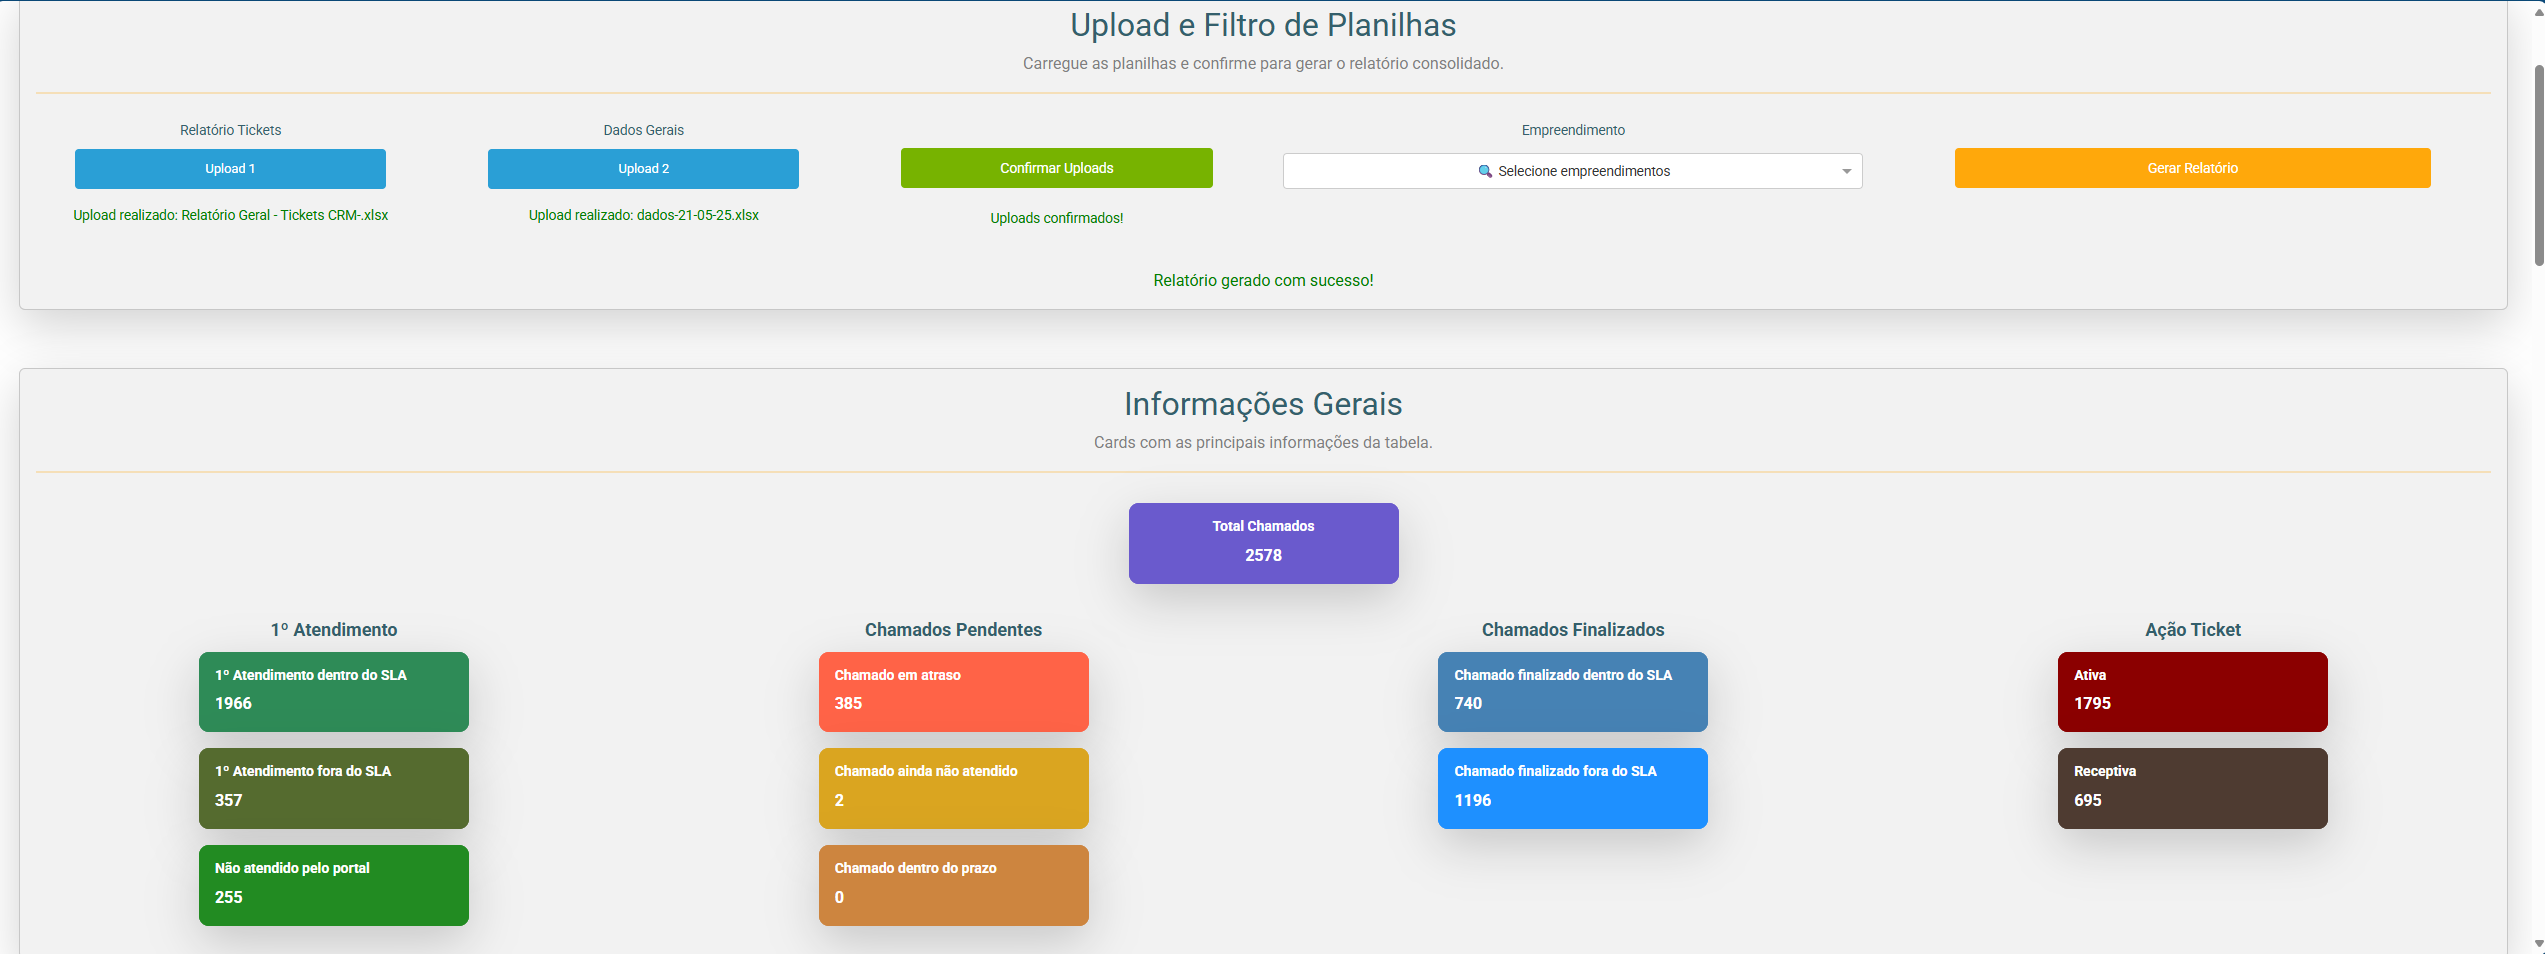 Upload e Filtro de Planilhas
Carregue as planilhas e confirme para gerar o relatório consolidado.
Relatório Tickets
Upload 1
Upload realizado: Relatório Geral - Tickets CRM-.xlsx
Dados Gerais
Upload 2
Upload realizado: dados-21-05-25.xlsx
Confirmar Uploads
Uploads confirmados!
Empreendimento
Selecione empreendimentos
Gerar Relatório
Relatório gerado com sucesso!
Informações Gerais
Cards com as principais informações da tabela.
Total Chamados
2578
1º Atendimento
1º Atendimento dentro do SLA
1966
1º Atendimento fora do SLA
357
Não atendido pelo portal
255
Chamados Pendentes
Chamado em atraso
385
Chamado ainda não atendido
2
Chamado dentro do prazo
0
Chamados Finalizados
Chamado finalizado dentro do SLA
740
Chamado finalizado fora do SLA
1196
Ação Ticket
Ativa
1795
Receptiva
695